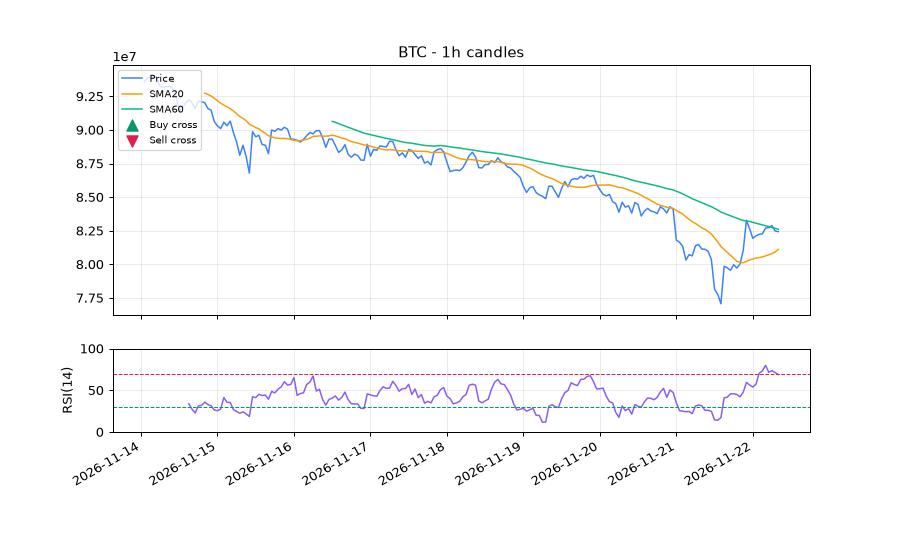 BTC - 1h candles
1e7
Price
SMA20
SMA60
Buy cross
Sell cross
9.25
9.00
8.75
8.50
8.25
8.00
7.75
RSI(14)
100
50
0
2026-11-14
2026-11-15
2026-11-16
2026-11-17
2026-11-18
2026-11-19
2026-11-20
2026-11-21
2026-11-22